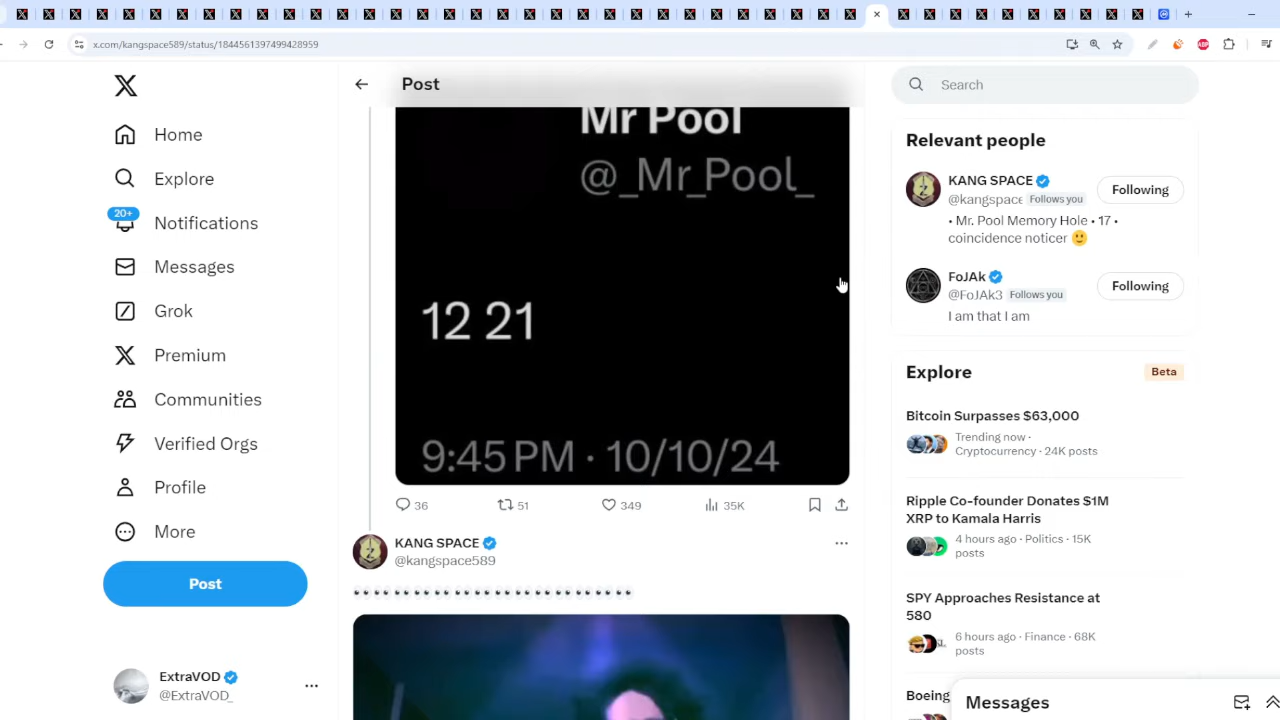 x.com/kangspace589/status/1844561397499428959
ABP
Home
Explore
20+
Notifications
Messages
Grok
Premium
Communities
Verified Orgs
Profile
More
Post
ExtraVOD
@ExtraVOD_
Post
Mr Pool
@_Mr_Pool_
12 21
9:45 PM · 10/10/24
36
51
349
35K
KANG SPACE
@kangspace589
Search
Relevant people
KANG SPACE
@kangspace
Follows you
Following
• Mr. Pool Memory Hole • 17 •
coincidence noticer
FoJAk
@FoJAk3
Follows you
Following
I am that I am
Explore
Beta
Bitcoin Surpasses $63,000
Trending now ·
Cryptocurrency · 24K posts
Ripple Co-founder Donates $1M
XRP to Kamala Harris
4 hours ago · Politics · 15K
posts
SPY Approaches Resistance at
580
6 hours ago · Finance · 68K
posts
Boeing
Messages